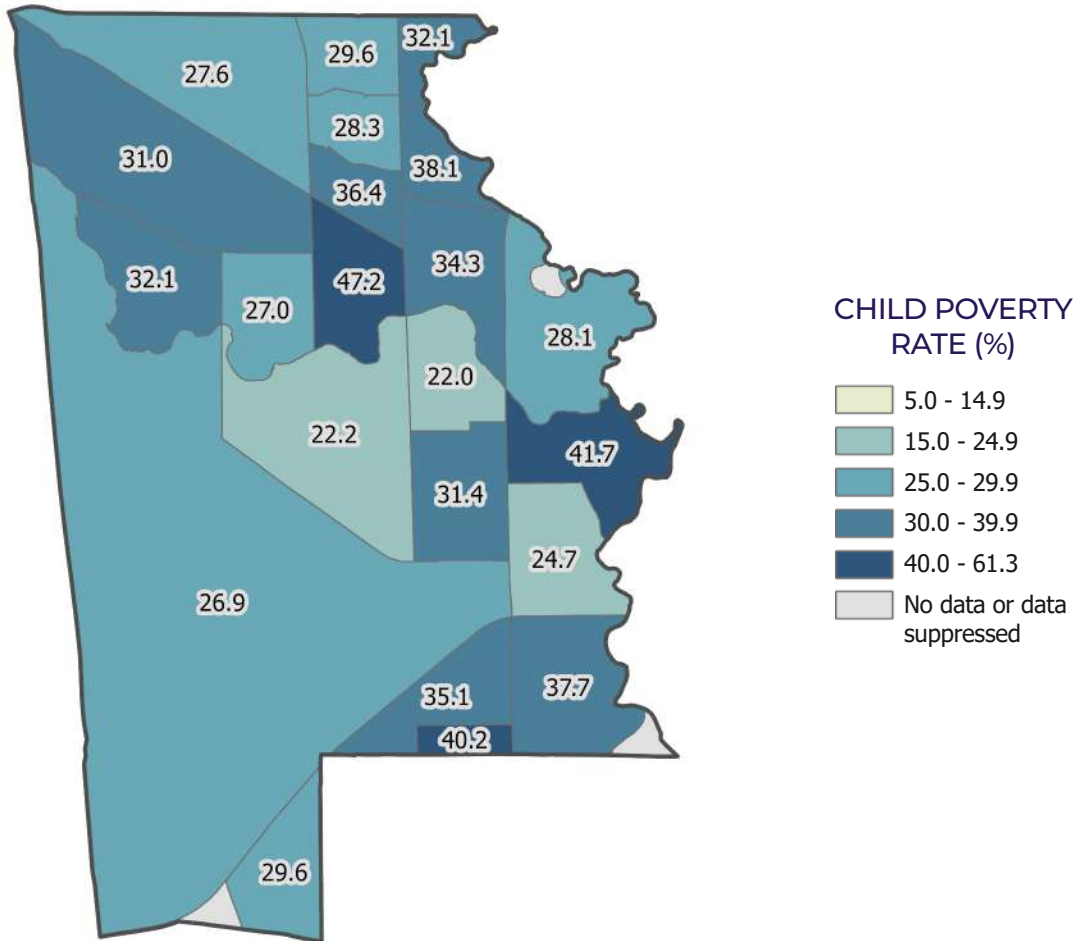 32.1
29.6
27.6
28.3
31.0
38.1
36.4
34.3
32.1
47.2
27.0
28.1
22.0
22.2
41.7
31.4
24.7
26.9
37.7
35.1
40.2
29.6
CHILD POVERTY
RATE (%)
5.0 - 14.9
15.0 - 24.9
25.0 - 29.9
30.0 - 39.9
40.0 - 61.3
No data or data
suppressed